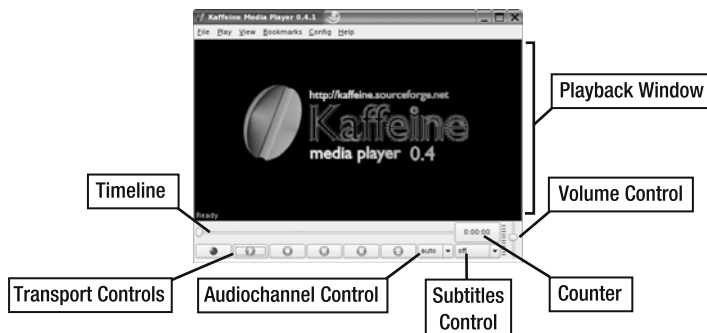 Kaffeine Media Player 0.4.1
File Play View Bookmarks Config Help
http://kaffeine.sourceforge.net
Kaffeine
media player 0.4
Playback Window
Timeline
Volume Control
Ready.
0:00:00
auto
off
Transport Controls
Audiochannel Control
Subtitles
Control
Counter